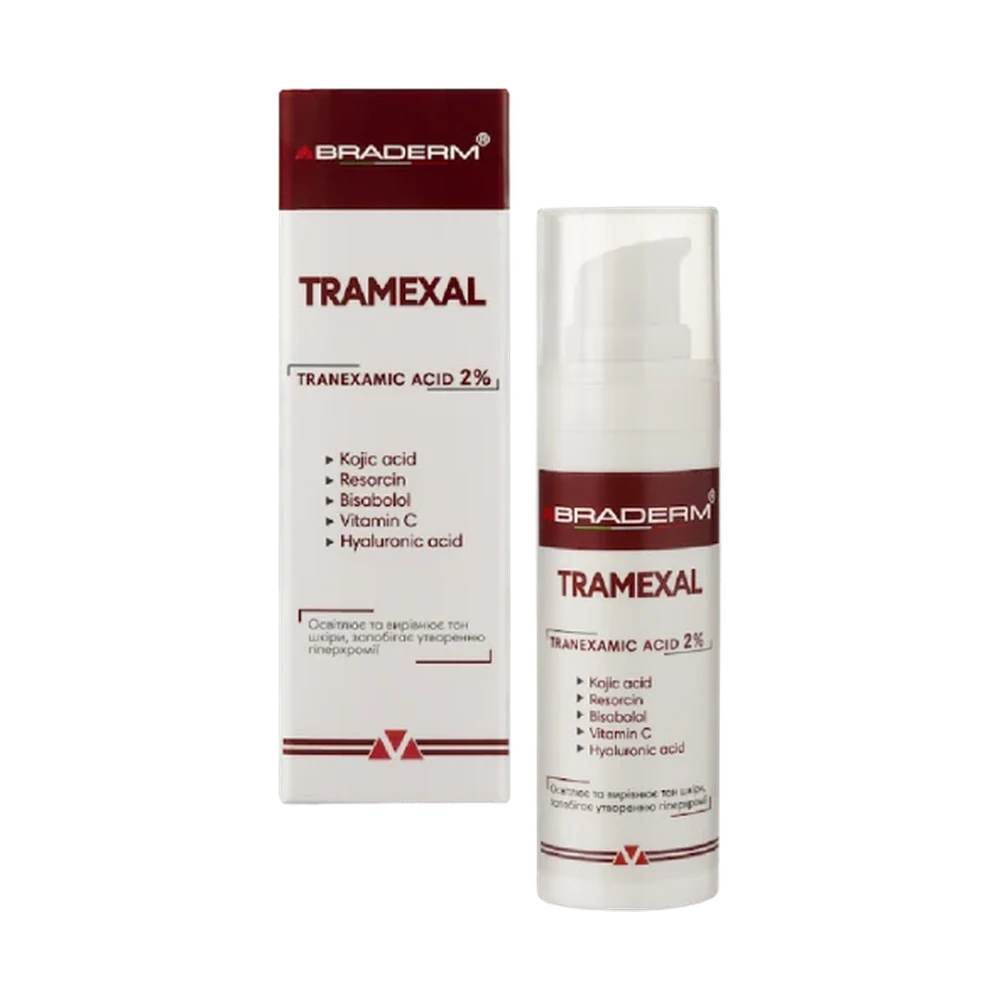 BRADERM®
TRAMEXAL
TRANEXAMIC ACID 2%
Kojic acid
Resorcin
Bisabolol
Vitamin C
Hyaluronic acid
Освітлює та вирівнює тон
шкіри, запобігає утворенню
гіперхромії
BRADERM®
TRAMEXAL
TRANEXAMIC ACID 2%
Kojic acid
Resorcin
Bisabolol
Vitamin C
Hyaluronic acid
Освітлює та вирівнює тон шкіри,
запобігає утворенню гіперхромії